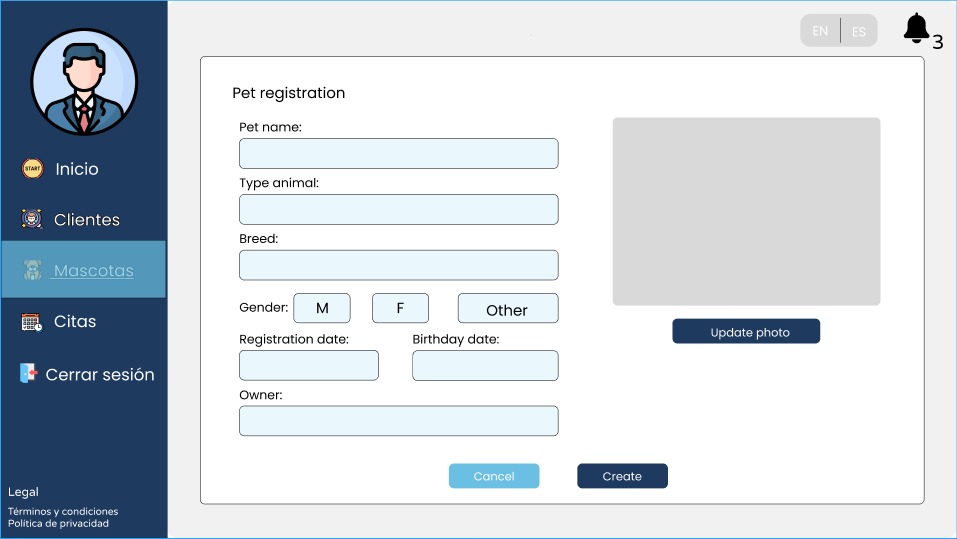 EN | ES
3
START
Inicio
Clientes
Mascotas
Citas
Cerrar sesión
Legal
Términos y condiciones
Política de privacidad
Pet registration
Pet name:
Type animal:
Breed:
Gender: M F Other
Registration date: Birthday date:
Owner:
Update photo
Cancel Create